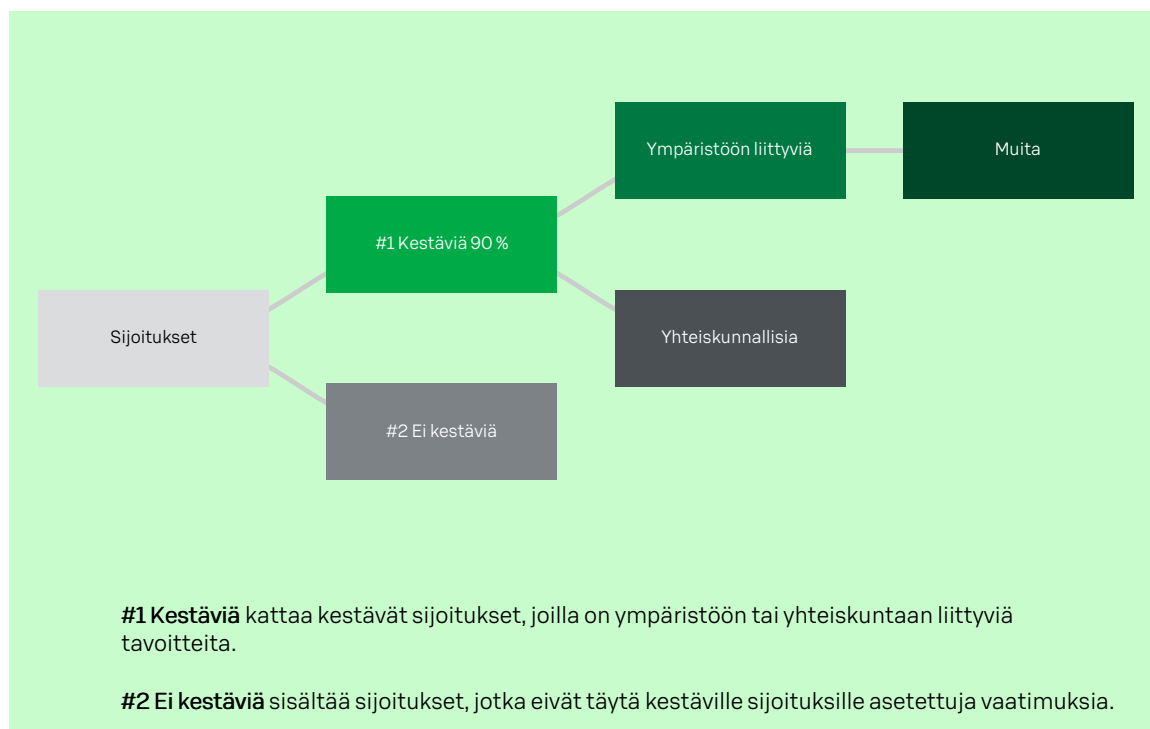 Ympäristöön liittyviä
Muita
#1 Kestäviä 90 %
Sijoitukset
Yhteiskunnallisia
#2 Ei kestäviä
#1 Kestäviä kattaa kestävät sijoitukset, joilla on ympäristöön tai yhteiskuntaan liittyviä
tavoitteita.
#2 Ei kestäviä sisältää sijoitukset, jotka eivät täytä kestäville sijoituksille asetettuja vaatimuksia.